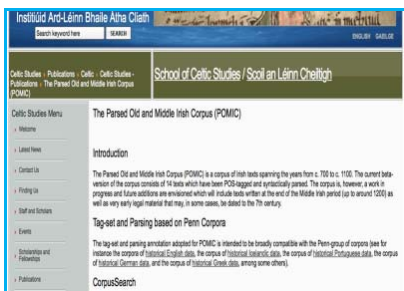 Institiúid Ard-Léinn Bhaile Átha Cliath
Search keyword here
SEARCH
ENGLISH GAEILGE
Celtic Studies › Publications › Celtic › Celtic Studies -
Publications › The Parsed Old and Middle Irish Corpus
(POMIC)
School of Celtic Studies / Scoil an Léinn Cheiltigh
Celtic Studies Menu
› Welcome
› Latest News
› Contact Us
› Finding Us
› Staff and Scholars
› Events
Scholarships and
› Fellowships
› Publications
The Parsed Old and Middle Irish Corpus (POMIC)
Introduction
The Parsed Old and Middle Irish Corpus (POMIC) is a corpus of Irish texts spanning the years from c. 700 to c. 1100. The current beta-
version of the corpus consists of 14 texts which have been POS-tagged and syntactically parsed. The corpus is, however, a work in
progress and future additions are envisioned which will include texts written at the end of the Middle Irish period (up to around 1200) as
well as very early legal material that may, in some cases, be dated to the 7th century.
Tag-set and Parsing based on Penn Corpora
The tag-set and parsing annotation adopted for POMIC is intended to be broadly compatible with the Penn-group of corpora (see for
instance the corpora of historical English data, the corpus of historical Icelandic data, the corpus of historical Portuguese data, the corpus
of historical German data, and the corpus of historical Greek data, among some others).
CorpusSearch